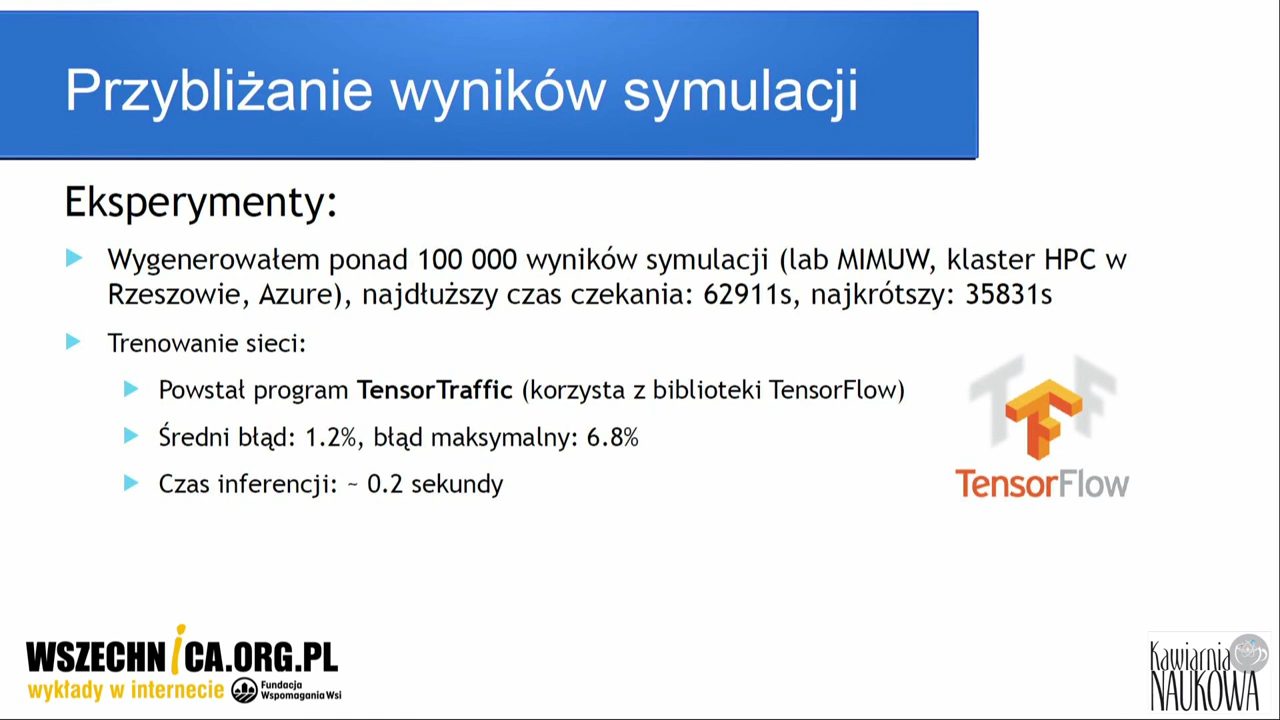 Przybliżanie wyników symulacji
Eksperymenty:
Wygenerowałem ponad 100 000 wyników symulacji (lab MIMUW, klaster HPC w
Rzeszowie, Azure), najdłuższy czas czekania: 62911s, najkrótszy: 35831s
Trenowanie sieci:
Powstał program TensorTraffic (korzysta z biblioteki TensorFlow)
Średni błąd: 1.2%, błąd maksymalny: 6.8%
Czas inferencji: ~ 0.2 sekundy
TensorFlow
WSZECHNiCA.ORG.PL
wykłady w internecie
Fundacja
Wspomagania Wsi
Kawiarnia
NAUKOWA